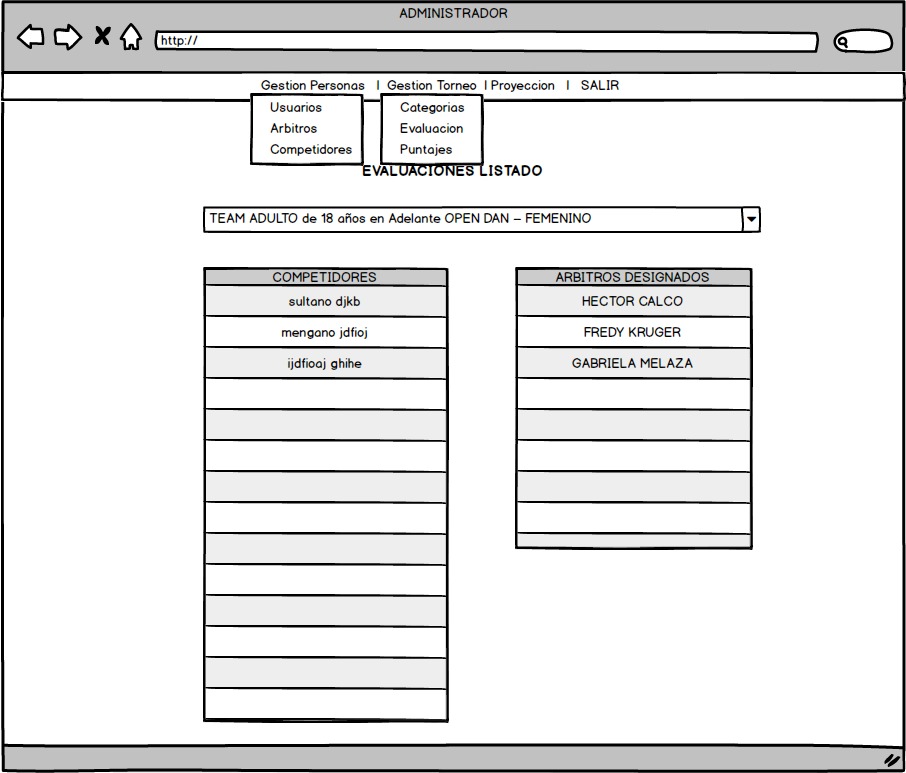 ADMINISTRADOR
http://
Gestion Personas | Gestion Torneo | Proyeccion | SALIR
Usuarios
Arbitros
Competidores
Categorias
Evaluacion
Puntajes
EVALUACIONES LISTADO
TEAM ADULTO de 18 años en Adelante OPEN DAN – FEMENINO
COMPETIDORES
sultano djkb
mengano jdfioj
ijdfioaj ghihe
ARBITROS DESIGNADOS
HECTOR CALCO
FREDY KRUGER
GABRIELA MELAZA